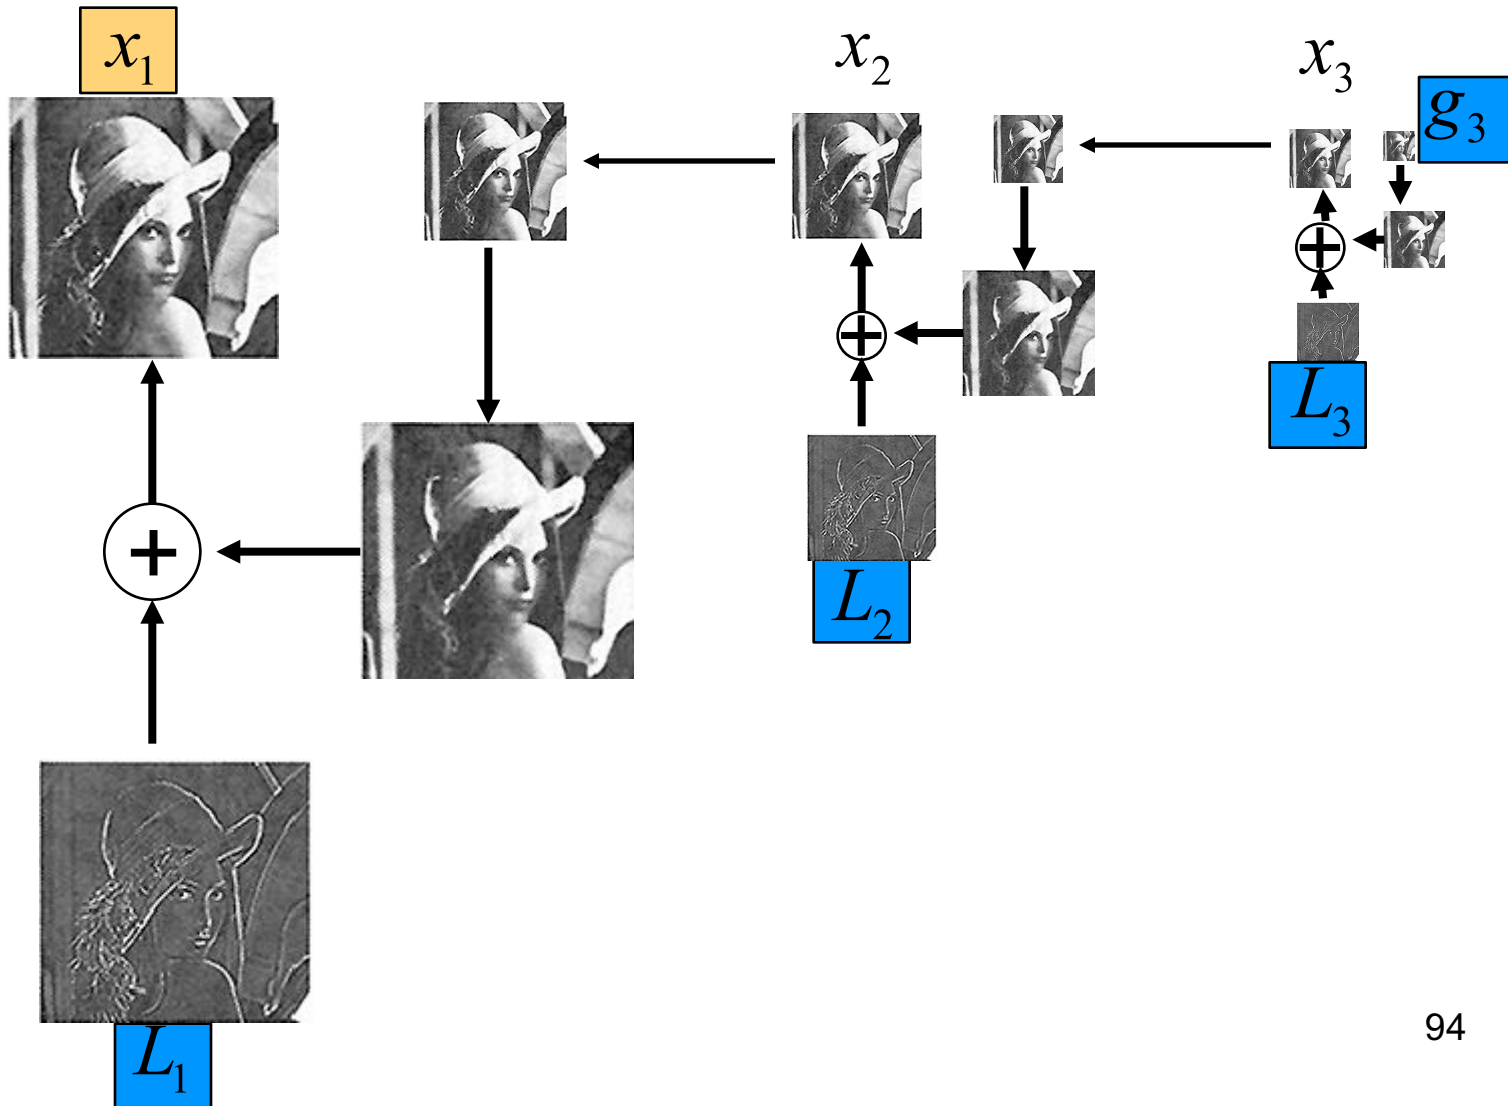 x₁
x₂
x₃
g₃
+
+
+
L₃
L₂
L₁
94